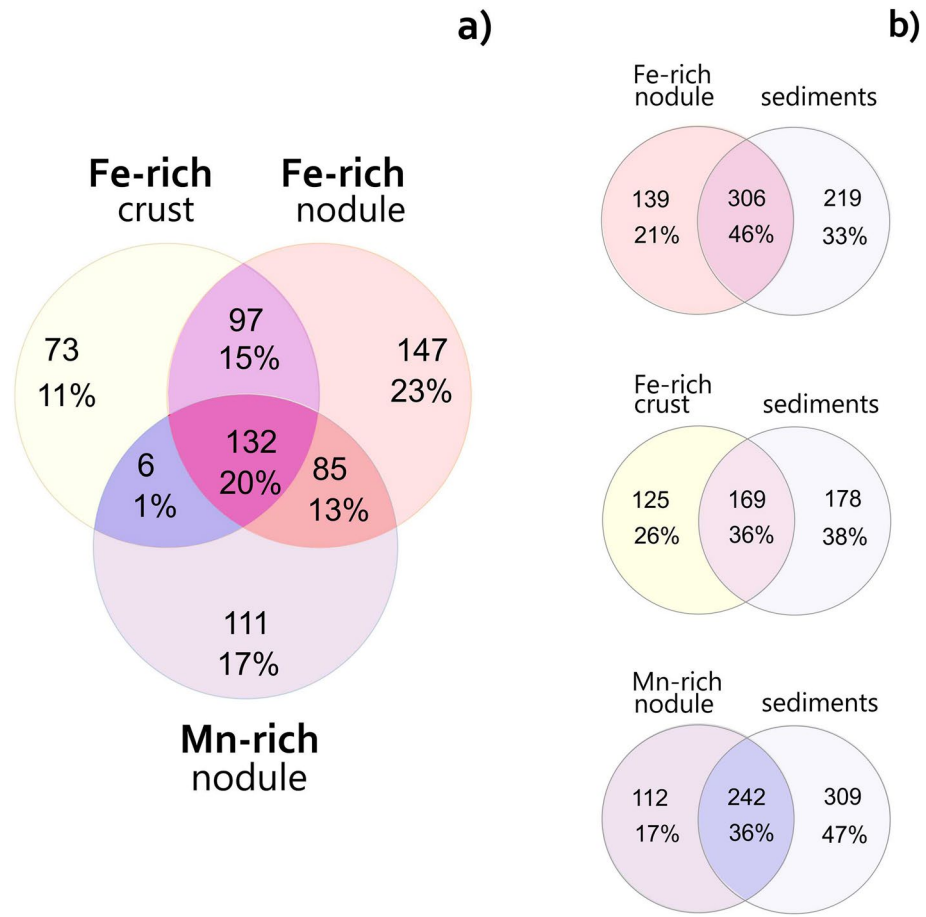 a)
Fe-rich
crust
Fe-rich
nodule
73
11%
97
15%
147
23%
6
1%
132
20%
85
13%
111
17%
Mn-rich
nodule
b)
Fe-rich
nodule
sediments
139
21%
306
46%
219
33%
Fe-rich
crust
sediments
125
26%
169
36%
178
38%
Mn-rich
nodule
sediments
112
17%
242
36%
309
47%